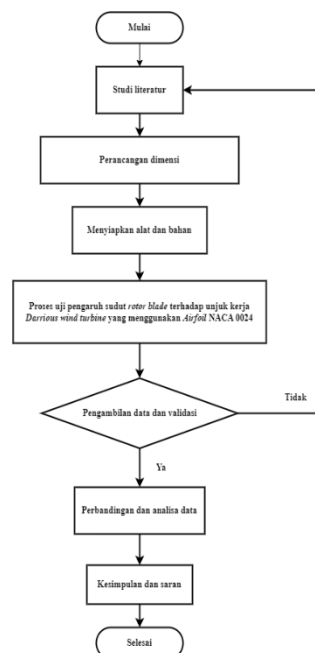 Mulai
Studi literatur
Perancangan dimensi
Menyiapkan alat dan bahan
Proses uji pengaruh sudut rotor blade terhadap unjuk kerja
Darrious wind turbine yang menggunakan Airfoil NACA 0024
Pengambilan data dan validasi
Tidak
Ya
Perbandingan dan analisa data
Kesimpulan dan saran
Selesai